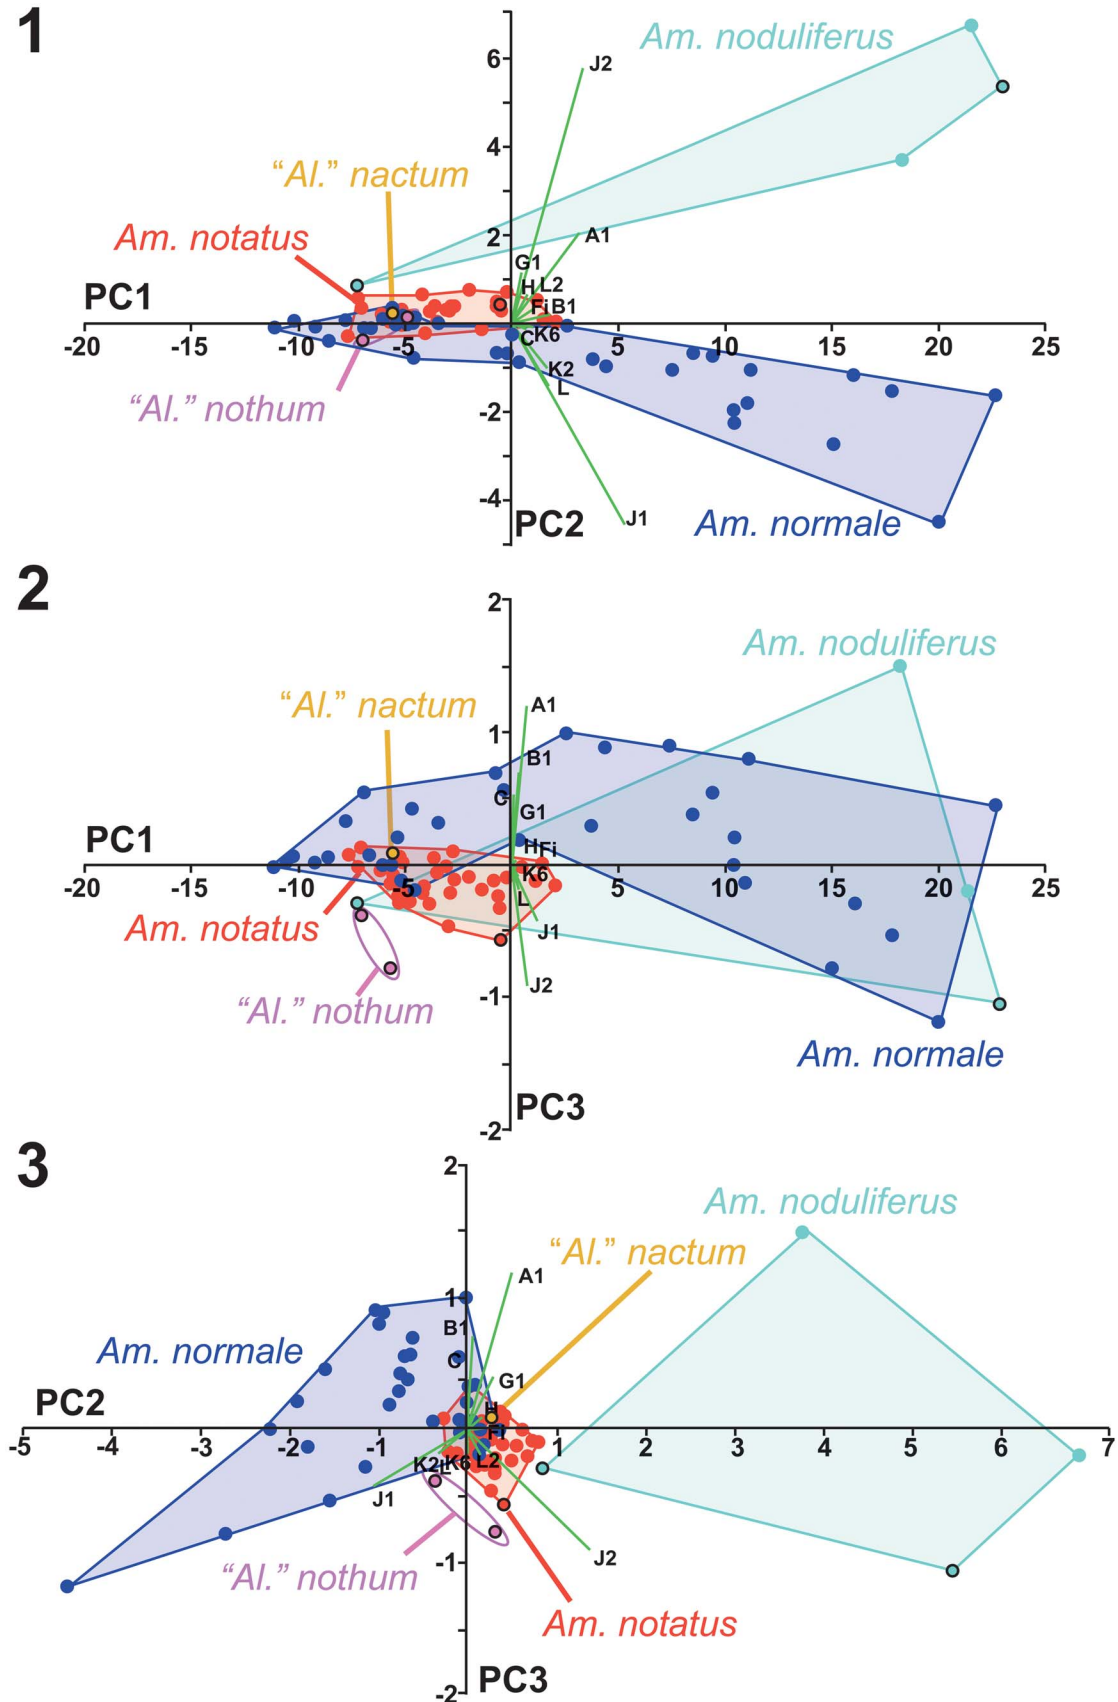 1
Am. noduliferus
6
J2
4
"Al." nactum
Am. notatus
2
A1
G1
H L2
PC1
Fi B1
-20 -15 -10 -5 5 10 15 20 25
C K6
K2
L
"Al." nothum
-2
-4
J1
PC2
Am. normale
2
2
Am. noduliferus
"Al." nactum
A1
1
B1
C
G1
PC1
H Fi
-20 -15 -10 -5 5 10 15 20 25
K6
L
Am. notatus
J1
J2
-1
"Al." nothum
Am. normale
PC3
-2
3
2
Am. noduliferus
"Al." nactum
A1
1
B1
Am. normale
C
G1
PC2
H
Fi
-5 -4 -3 -2 -1 1 2 3 4 5 6 7
K2 L K6 L2
J1
J2
-1
"Al." nothum
Am. notatus
PC3
-2